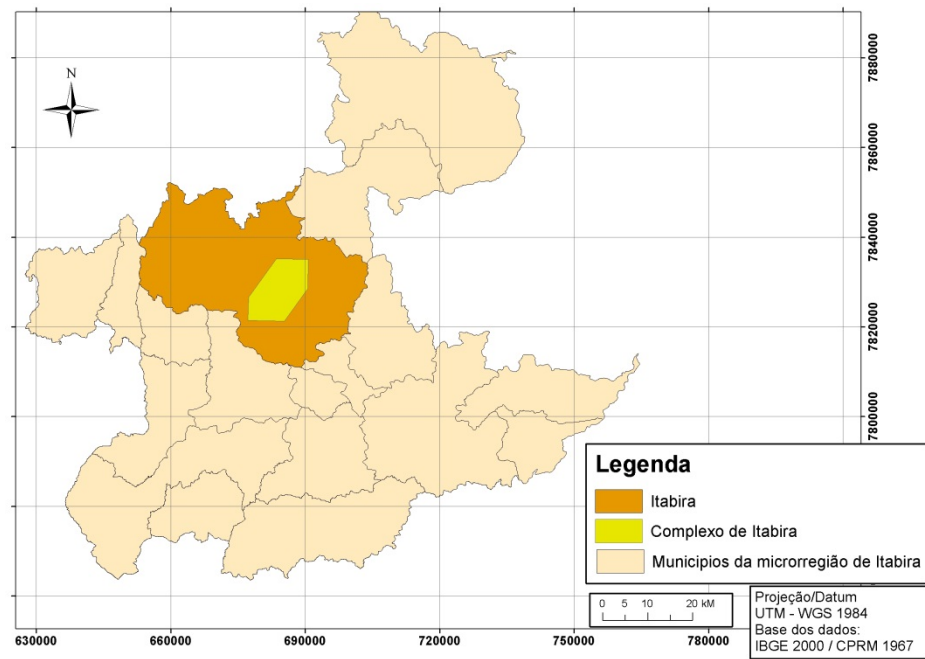 N
7880000
7860000
7840000
7820000
7800000
Legenda
Itabira
Complexo de Itabira
Municipios da microrregião de Itabira
0 5 10 20 kM
Projeção/Datum
UTM - WGS 1984
Base dos dados:
IBGE 2000 / CPRM 1967
630000 660000 690000 720000 750000 780000